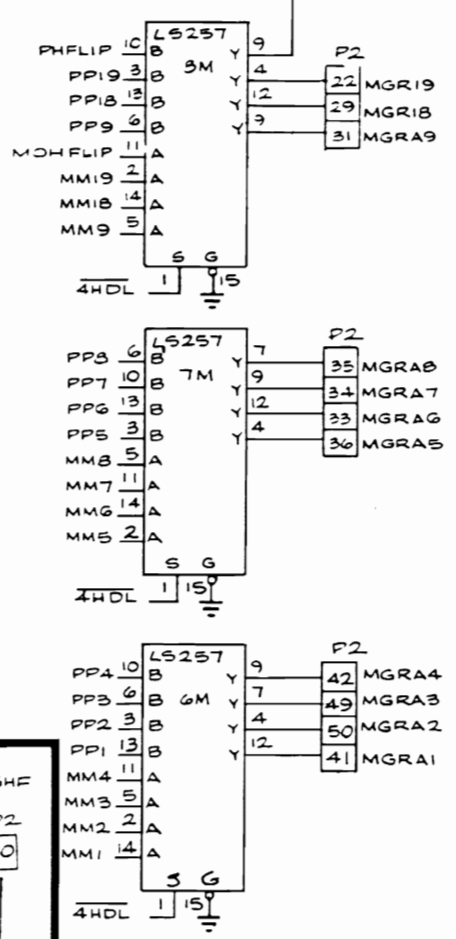 LS257
3M
PHFLIP 10 B Y 9 P2
PP19 3 B Y 4 22 MGR19
PP18 13 B Y 12 29 MGR18
PP9 6 B Y 9 31 MGRA9
MOHFLIP 11 A
MM19 2 A
MM18 14 A
MM9 5 A
S G
4HDL 1 15
LS257
7M
P2
PP8 6 B Y 7 35 MGRA8
PP7 10 B Y 9 34 MGRA7
PP6 13 B Y 12 33 MGRA6
PP5 3 B Y 4 36 MGRA5
MM8 5 A
MM7 11 A
MM6 14 A
MM5 2 A
S G
4HDL 1 15
LS257
6M
P2
PP4 10 B Y 9 42 MGRA4
PP3 6 B Y 7 49 MGRA3
PP2 3 B Y 4 50 MGRA2
PP1 13 B Y 12 41 MGRA1
MM4 11 A
MM3 5 A
MM2 2 A
MM1 14 A
S G
4HDL 1 15